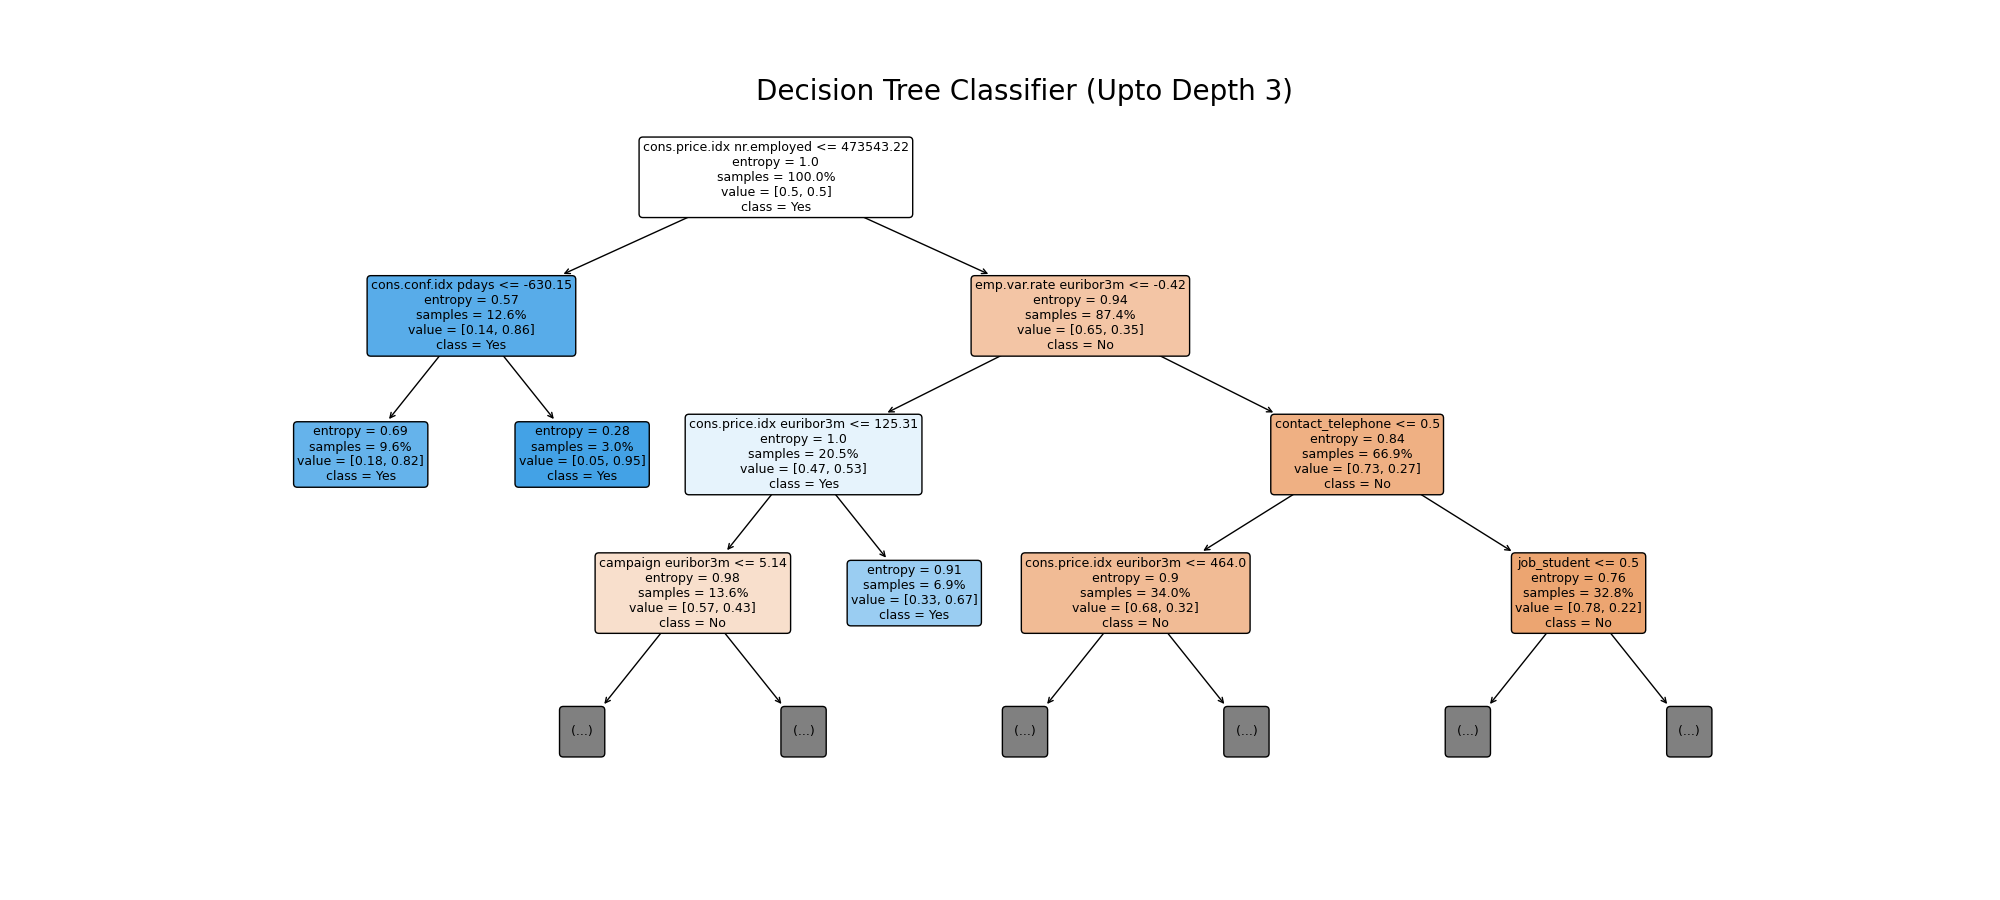 Decision Tree Classifier (Upto Depth 3)
cons.price.idx nr.employed <= 473543.22
entropy = 1.0
samples = 100.0%
value = [0.5, 0.5]
class = Yes
cons.conf.idx pdays <= -630.15
entropy = 0.57
samples = 12.6%
value = [0.14, 0.86]
class = Yes
emp.var.rate euribor3m <= -0.42
entropy = 0.94
samples = 87.4%
value = [0.65, 0.35]
class = No
entropy = 0.69
samples = 9.6%
value = [0.18, 0.82]
class = Yes
entropy = 0.28
samples = 3.0%
value = [0.05, 0.95]
class = Yes
cons.price.idx euribor3m <= 125.31
entropy = 1.0
samples = 20.5%
value = [0.47, 0.53]
class = Yes
contact_telephone <= 0.5
entropy = 0.84
samples = 66.9%
value = [0.73, 0.27]
class = No
campaign euribor3m <= 5.14
entropy = 0.98
samples = 13.6%
value = [0.57, 0.43]
class = No
entropy = 0.91
samples = 6.9%
value = [0.33, 0.67]
class = Yes
cons.price.idx euribor3m <= 464.0
entropy = 0.9
samples = 34.0%
value = [0.68, 0.32]
class = No
job_student <= 0.5
entropy = 0.76
samples = 32.8%
value = [0.78, 0.22]
class = No
(...)
(...)
(...)
(...)
(...)
(...)